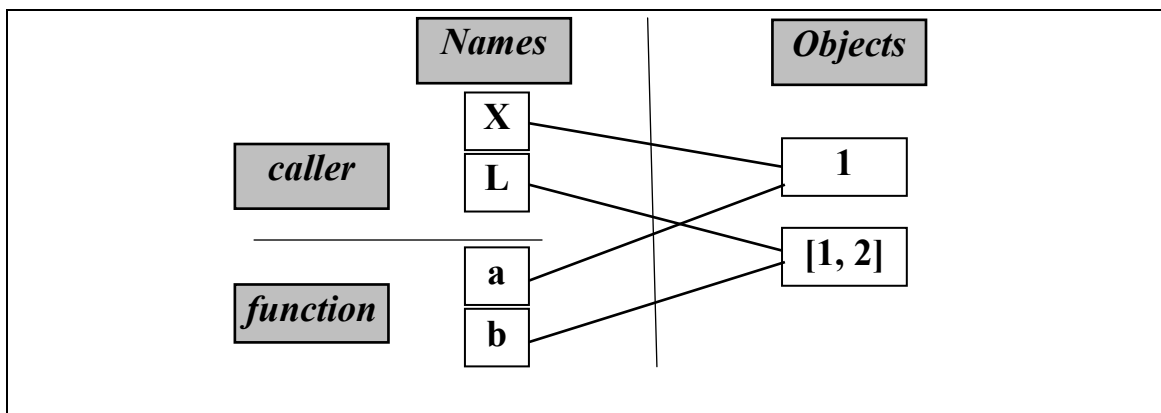 Names
Objects
X
caller
L
1
a
[1, 2]
function
b